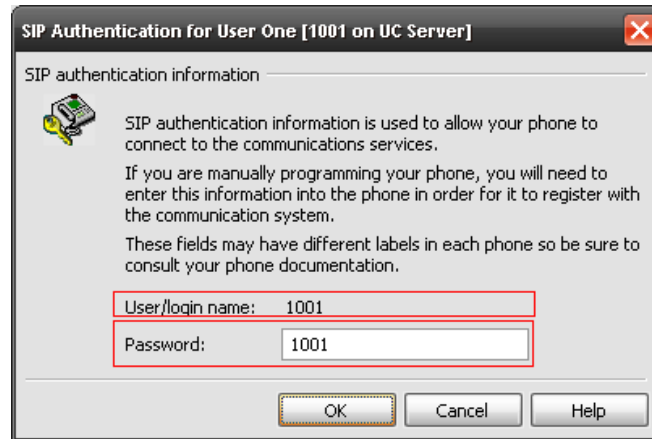 SIP Authentication for User One [1001 on UC Server]
SIP authentication information
SIP authentication information is used to allow your phone to
connect to the communications services.
If you are manually programming your phone, you will need to
enter this information into the phone in order for it to register with
the communication system.
These fields may have different labels in each phone so be sure to
consult your phone documentation.
User/login name: 1001
Password: 1001
OK Cancel Help